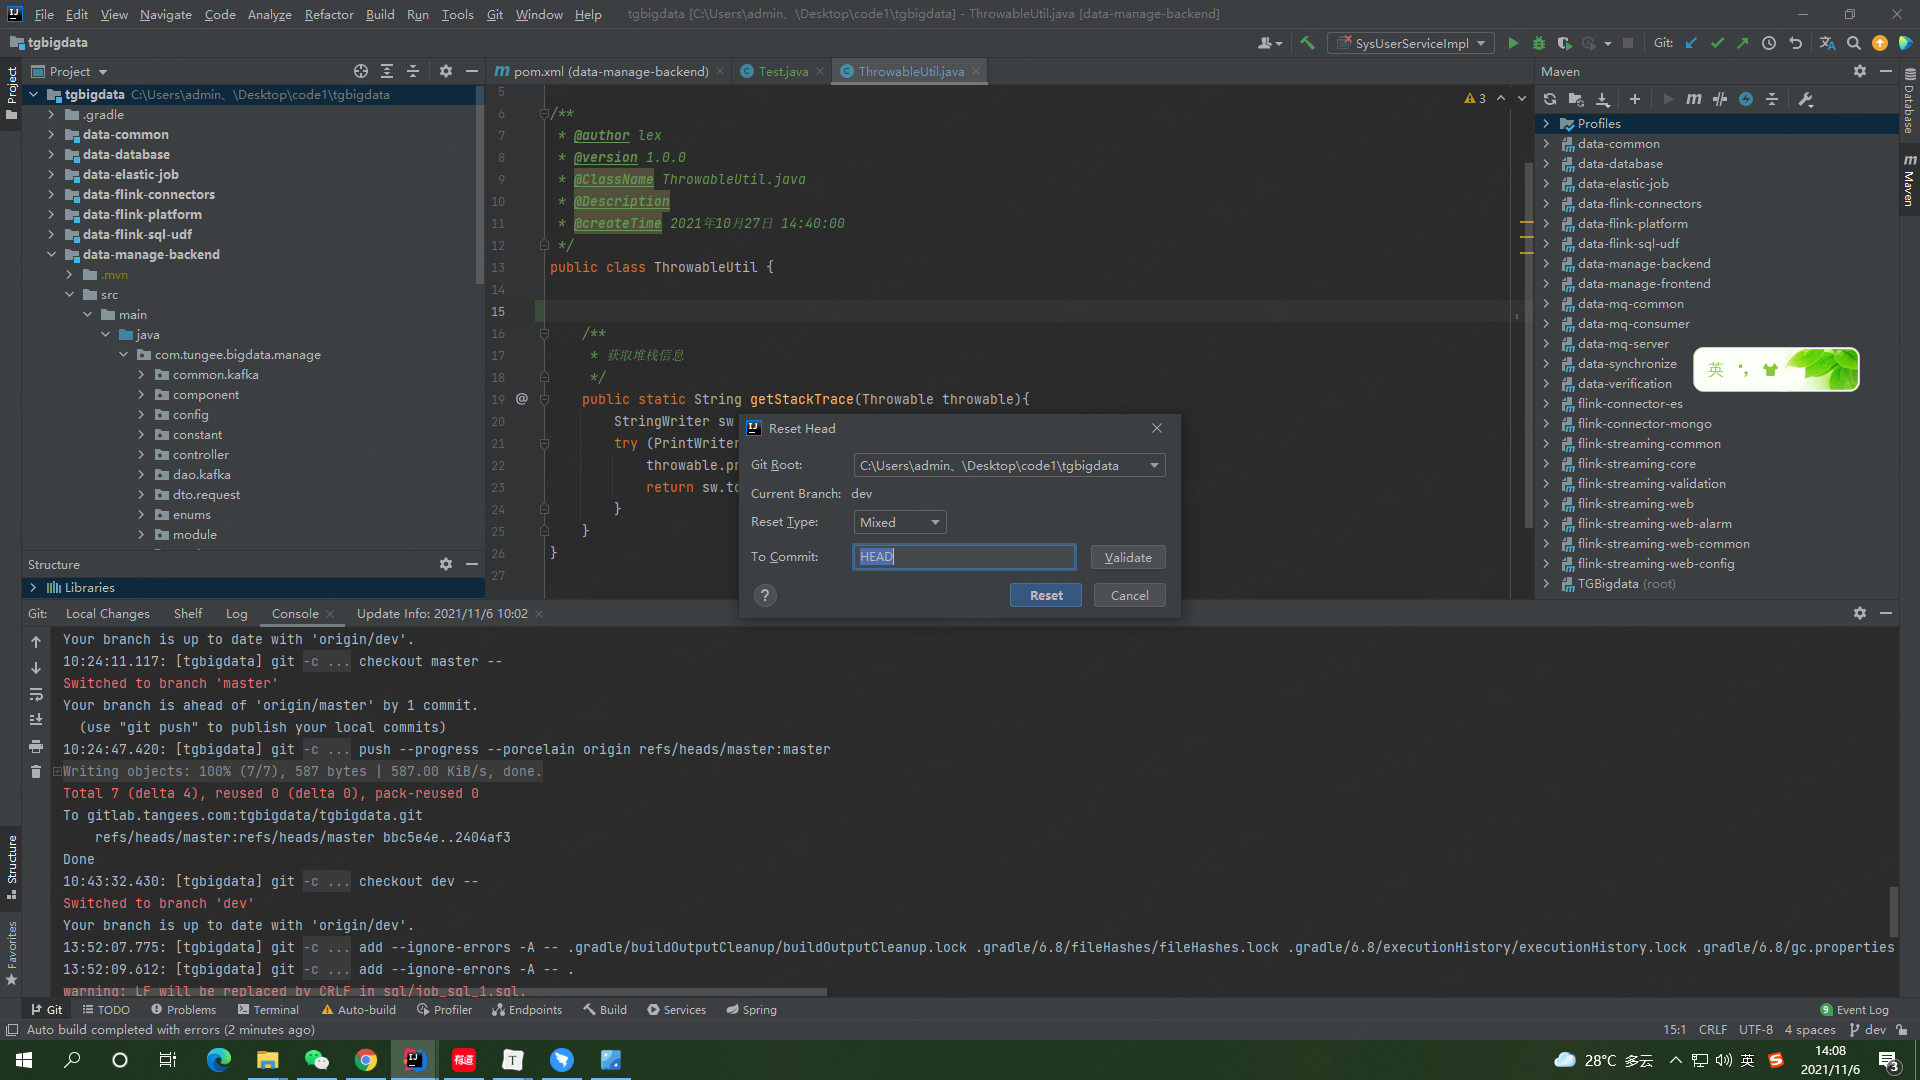 File Edit View Navigate Code Analyze Refactor Build Run Tools Git Window Help tgbigdata [C:\Users\admin、\Desktop\code1\tgbigdata] - ThrowableUtil.java [data-manage-backend]
tgbigdata
SysUserServiceImpl
Git:
Project
Project
pom.xml (data-manage-backend)
Test.java
ThrowableUtil.java
Maven
tgbigdata C:\Users\admin、\Desktop\code1\tgbigdata
.gradle
data-common
data-database
data-elastic-job
data-flink-connectors
data-flink-platform
data-flink-sql-udf
data-manage-backend
.mvn
src
main
java
com.tungee.bigdata.manage
common.kafka
component
config
constant
controller
dao.kafka
dto.request
enums
module
Structure
Libraries
3
5
6 /**
7 * @author lex
8 * @version 1.0.0
9 * @ClassName ThrowableUtil.java
10 * @Description
11 * @createTime 2021年10月27日 14:40:00
12 */
13 public class ThrowableUtil {
14
15
16 /**
17 * 获取堆栈信息
18 */
19 @ public static String getStackTrace(Throwable throwable){
20 StringWriter sw
21 try (PrintWriter
22 throwable.pr
23 return sw.to
24 }
25 }
26 }
27
Reset Head
Git Root: C:\Users\admin、\Desktop\code1\tgbigdata
Current Branch: dev
Reset Type: Mixed
To Commit: HEAD Validate
? Reset Cancel
Profiles
data-common
data-database
data-elastic-job
data-flink-connectors
data-flink-platform
data-flink-sql-udf
data-manage-backend
data-manage-frontend
data-mq-common
data-mq-consumer
data-mq-server
data-synchronize
data-verification
flink-connector-es
flink-connector-mongo
flink-streaming-common
flink-streaming-core
flink-streaming-validation
flink-streaming-web
flink-streaming-web-alarm
flink-streaming-web-common
flink-streaming-web-config
TGBigdata (root)
英
Database
Maven
Git: Local Changes Shelf Log Console Update Info: 2021/11/6 10:02
Your branch is up to date with 'origin/dev'.
10:24:11.117: [tgbigdata] git -c ... checkout master --
Switched to branch 'master'
Your branch is ahead of 'origin/master' by 1 commit.
(use "git push" to publish your local commits)
10:24:47.420: [tgbigdata] git -c ... push --progress --porcelain origin refs/heads/master:master
Writing objects: 100% (7/7), 587 bytes | 587.00 KiB/s, done.
Total 7 (delta 4), reused 0 (delta 0), pack-reused 0
To gitlab.tangees.com:tgbigdata/tgbigdata.git
refs/heads/master:refs/heads/master bbc5e4e..2404af3
Done
10:43:32.430: [tgbigdata] git -c ... checkout dev --
Switched to branch 'dev'
Your branch is up to date with 'origin/dev'.
13:52:07.775: [tgbigdata] git -c ... add --ignore-errors -A -- .gradle/buildOutputCleanup/buildOutputCleanup.lock .gradle/6.8/fileHashes/fileHashes.lock .gradle/6.8/executionHistory/executionHistory.lock .gradle/6.8/gc.properties
13:52:09.612: [tgbigdata] git -c ... add --ignore-errors -A -- .
warning: LF will be replaced by CRLF in sql/job_sql_1.sql.
Structure
Favorites
Git TODO Problems Terminal Auto-build Profiler Endpoints Build Services Spring 9 Event Log
Auto build completed with errors (2 minutes ago) 15:1 CRLF UTF-8 4 spaces dev
有道 T 28°C 多云 英 14:08
2021/11/6 3